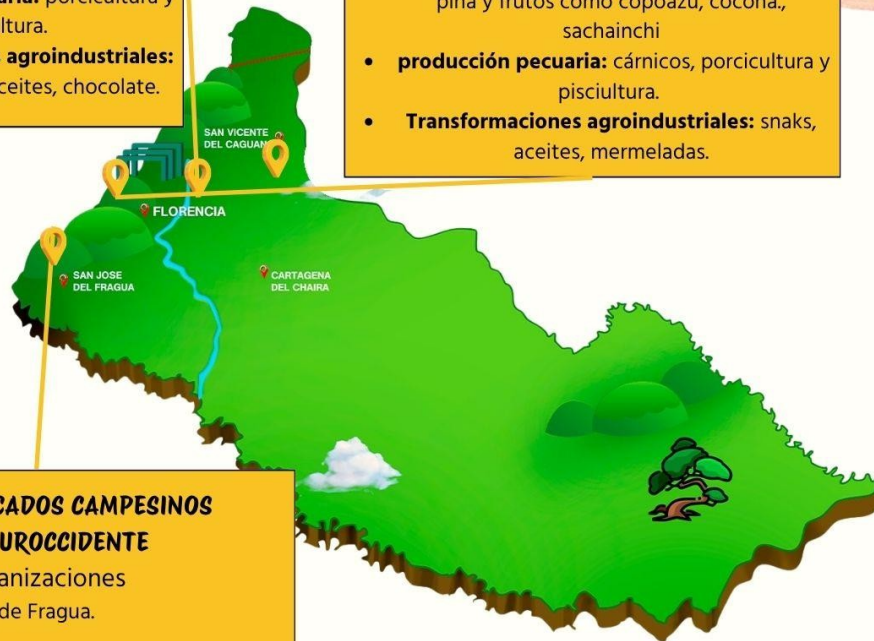 porcicultura y
ltura.
agroindustriales:
ceites, chocolate.
piña y frutos como copoazú, cocona.,
sachainchi
• producción pecuaria: cárnicos, porcicultura y
pisciultura.
• Transformaciones agroindustriales: snaks,
aceites, mermeladas.
SAN VICENTE
DEL CAGUAN
FLORENCIA
SAN JOSE
DEL FRAGUA
CARTAGENA
DEL CHAIRA
CADOS CAMPESINOS
UROCCIDENTE
anizaciones
de Fragua.